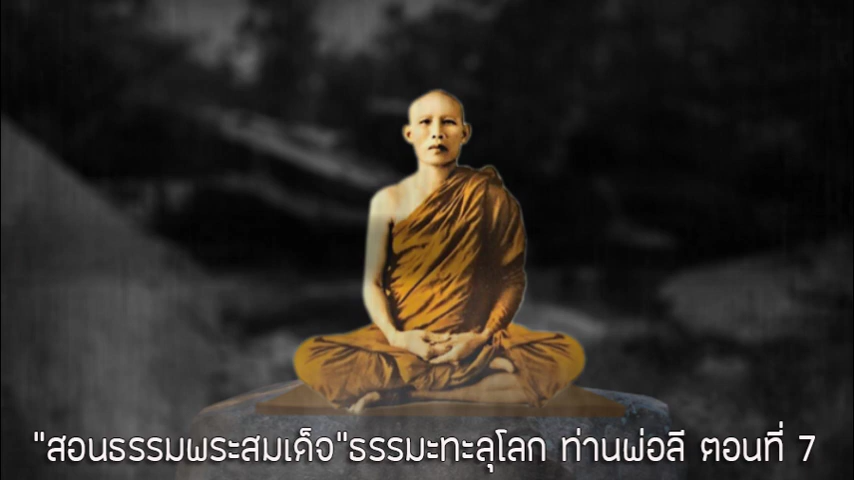 "สอนธรรมพระสมเด็จ"ธรรมะทะลุโลก ท่านพ่อลี ตอนที่ 7